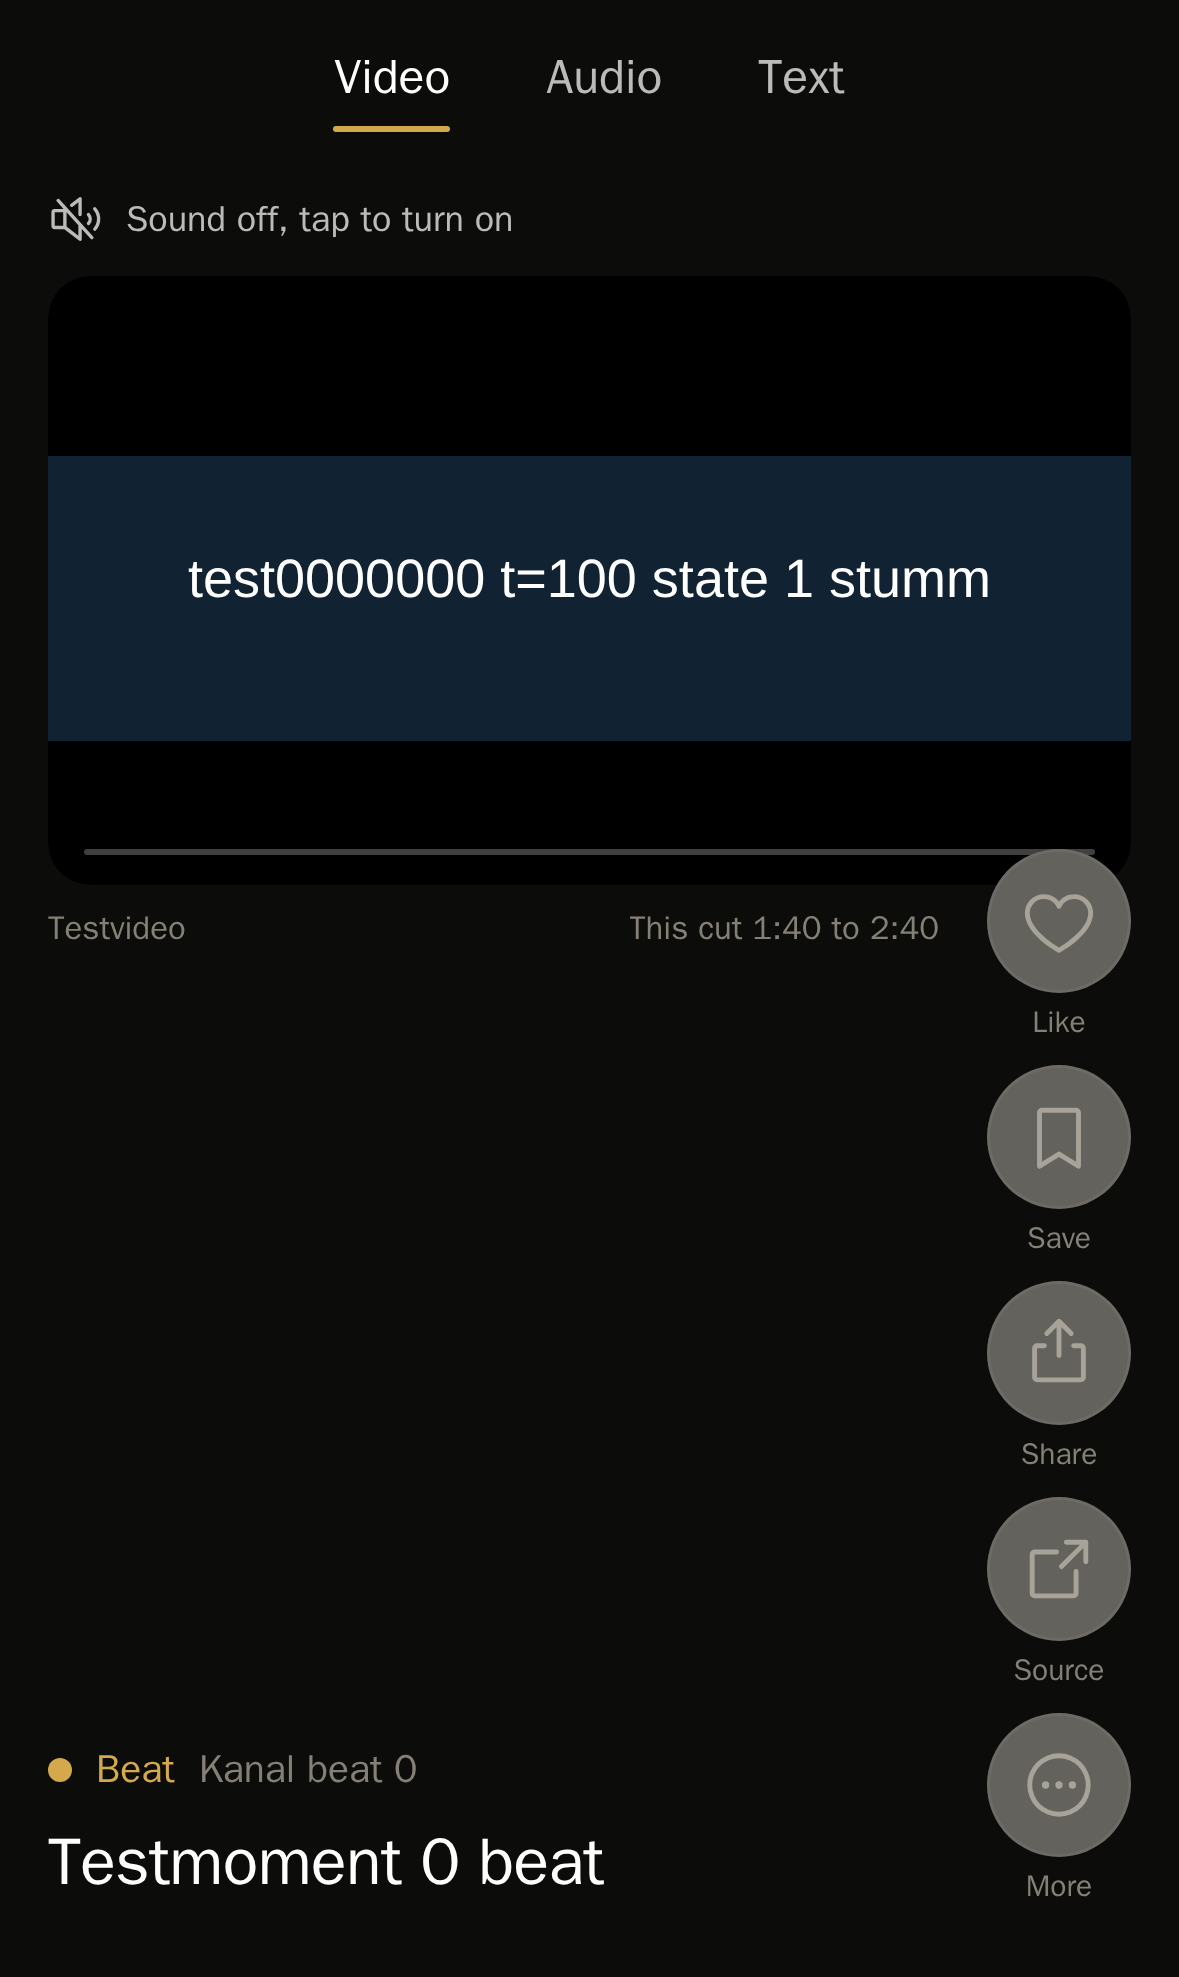 Video Audio Text
Sound off, tap to turn on
test0000000 t=100 state 1 stumm
Testvideo
This cut 1:40 to 2:40
Like
Save
Share
Source
Beat Kanal beat 0
Testmoment 0 beat
More